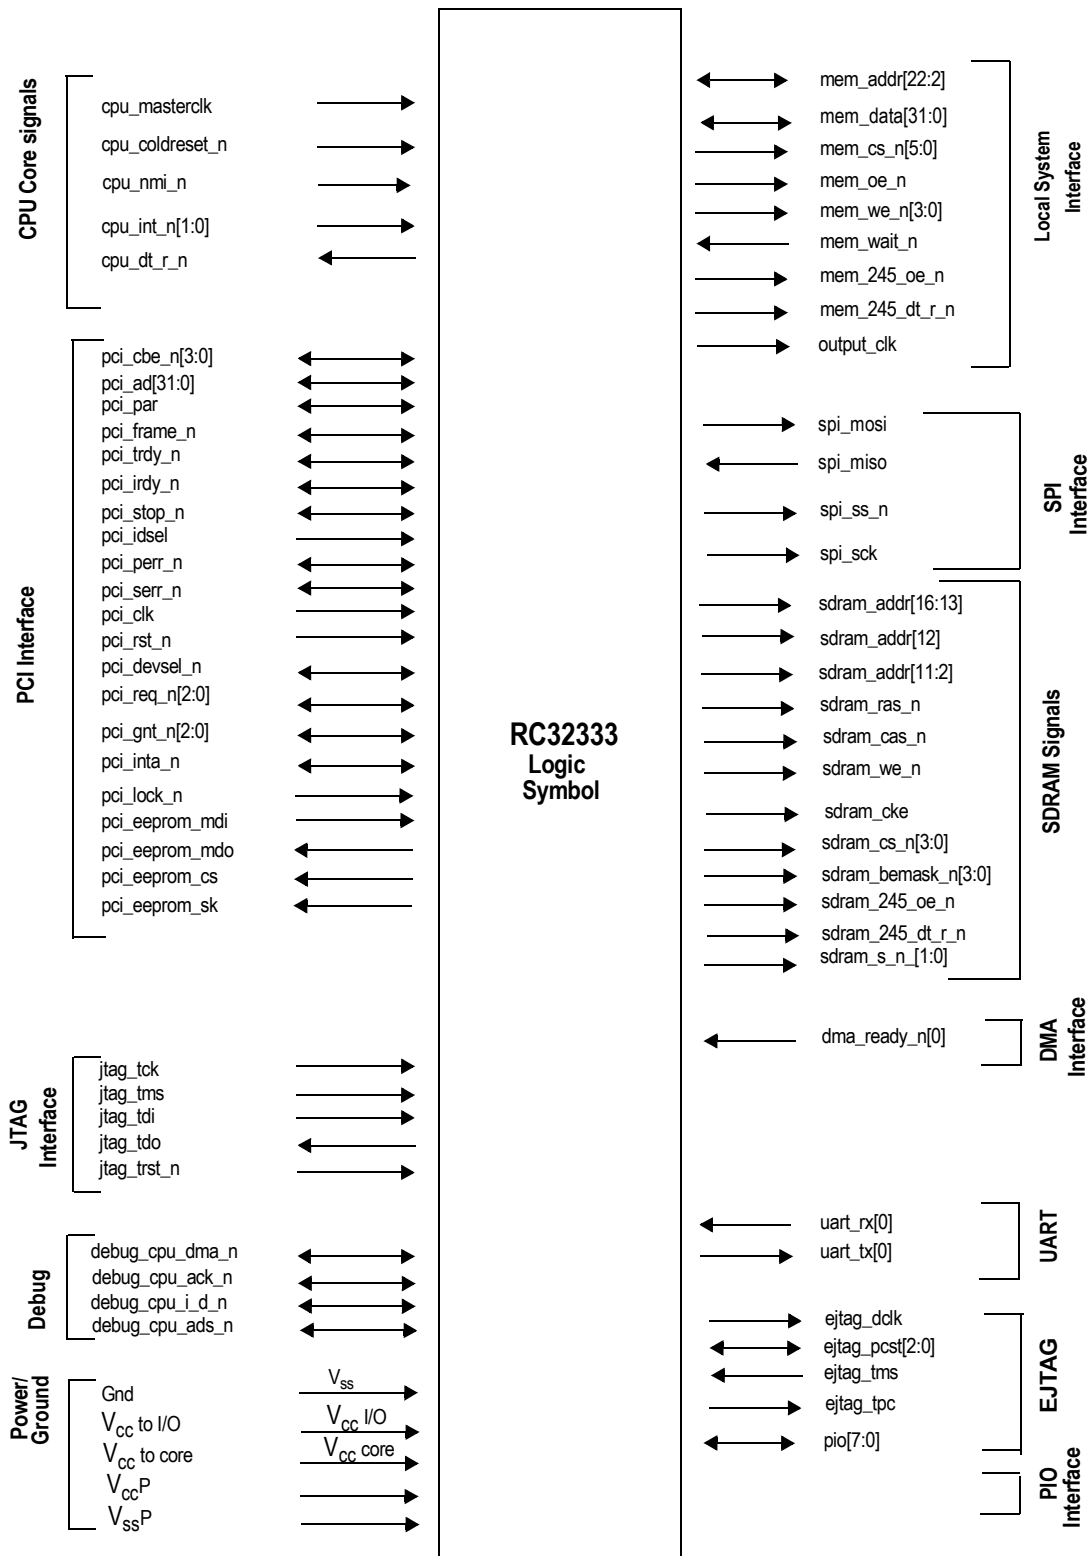 CPU Core signals
cpu_masterclk
cpu_coldreset_n
cpu_nmi_n
cpu_int_n[1:0]
cpu_dt_r_n
PCI Interface
pci_cbe_n[3:0]
pci_ad[31:0]
pci_par
pci_frame_n
pci_trdy_n
pci_irdy_n
pci_stop_n
pci_idsel
pci_perr_n
pci_serr_n
pci_clk
pci_rst_n
pci_devsel_n
pci_req_n[2:0]
pci_gnt_n[2:0]
pci_inta_n
pci_lock_n
pci_eeprom_mdi
pci_eeprom_mdo
pci_eeprom_cs
pci_eeprom_sk
JTAG
Interface
jtag_tck
jtag_tms
jtag_tdi
jtag_tdo
jtag_trst_n
Debug
debug_cpu_dma_n
debug_cpu_ack_n
debug_cpu_i_d_n
debug_cpu_ads_n
Power/
Ground
Gnd
Vss
Vcc to I/O
Vcc I/O
Vcc to core
Vcc core
VccP
VssP
RC32333
Logic
Symbol
mem_addr[22:2]
mem_data[31:0]
mem_cs_n[5:0]
mem_oe_n
mem_we_n[3:0]
mem_wait_n
mem_245_oe_n
mem_245_dt_r_n
output_clk
Local System
Interface
spi_mosi
spi_miso
spi_ss_n
spi_sck
SPI
Interface
sdram_addr[16:13]
sdram_addr[12]
sdram_addr[11:2]
sdram_ras_n
sdram_cas_n
sdram_we_n
sdram_cke
sdram_cs_n[3:0]
sdram_bemask_n[3:0]
sdram_245_oe_n
sdram_245_dt_r_n
sdram_s_n_[1:0]
SDRAM Signals
dma_ready_n[0]
DMA
Interface
uart_rx[0]
uart_tx[0]
UART
ejtag_dclk
ejtag_pcst[2:0]
ejtag_tms
ejtag_tpc
pio[7:0]
EJTAG
PIO
Interface